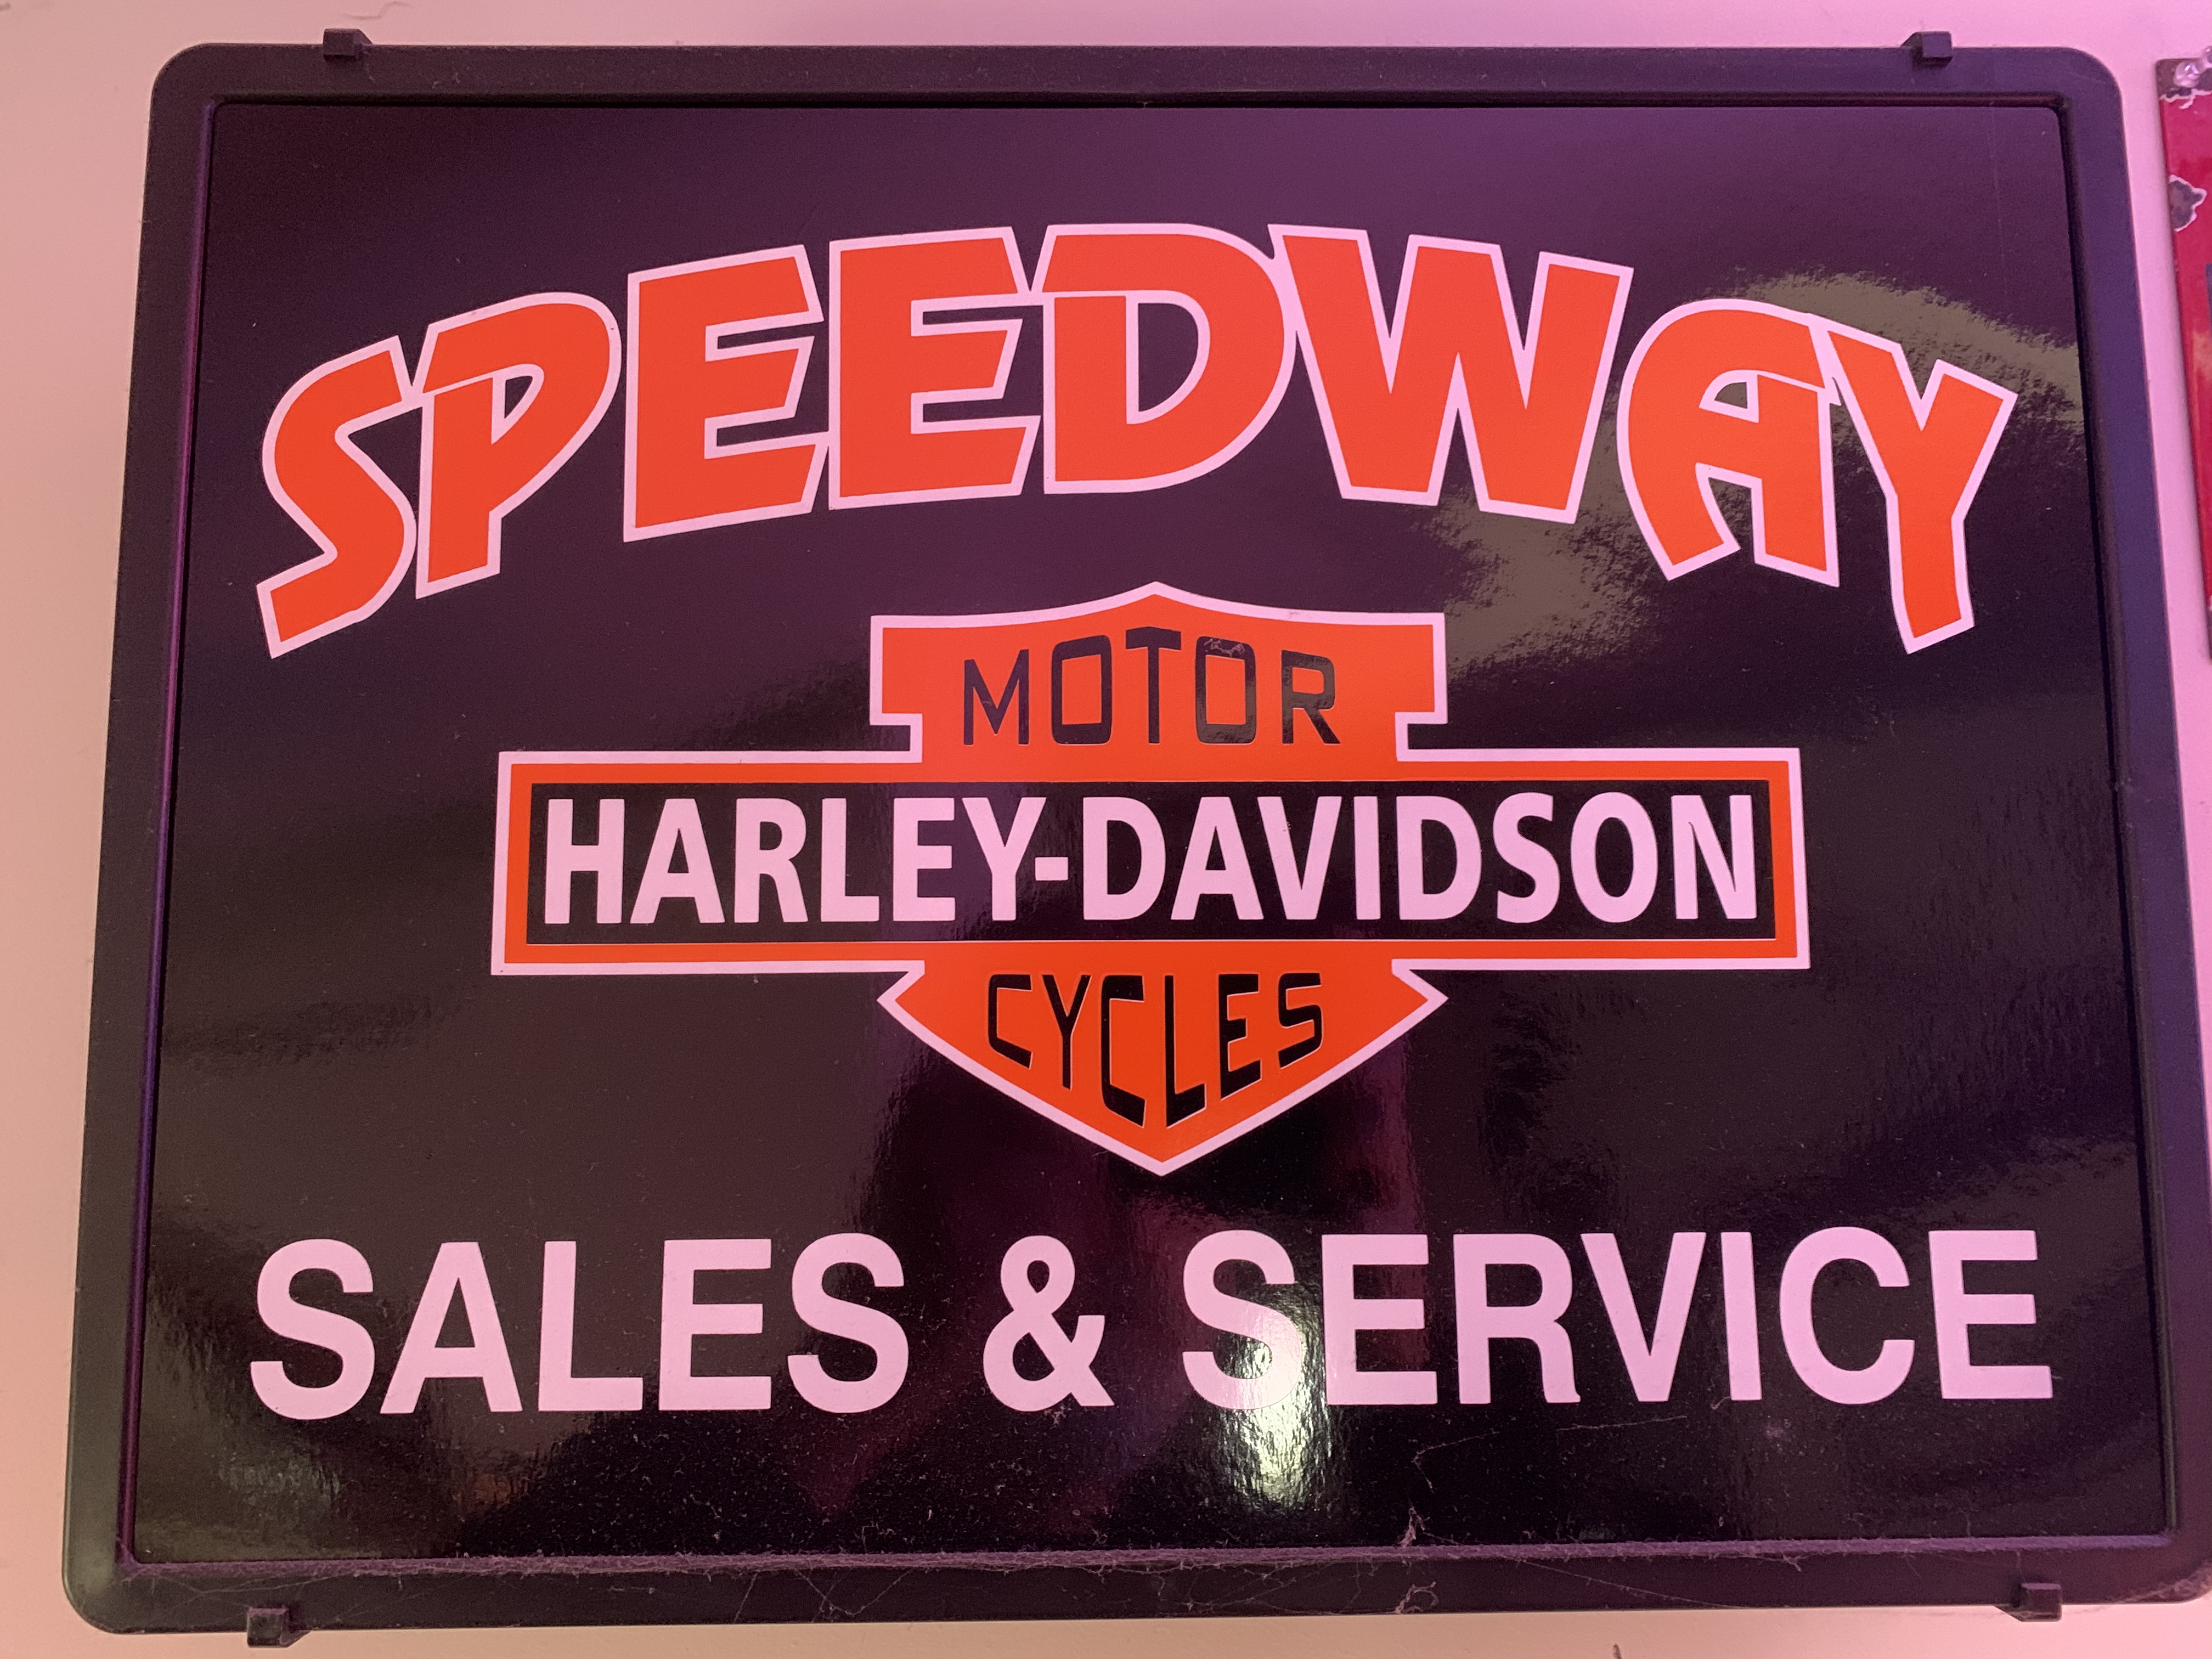 SPEEDWAY
MOTOR
HARLEY-DAVIDSON
CYCLES
SALES & SERVICE